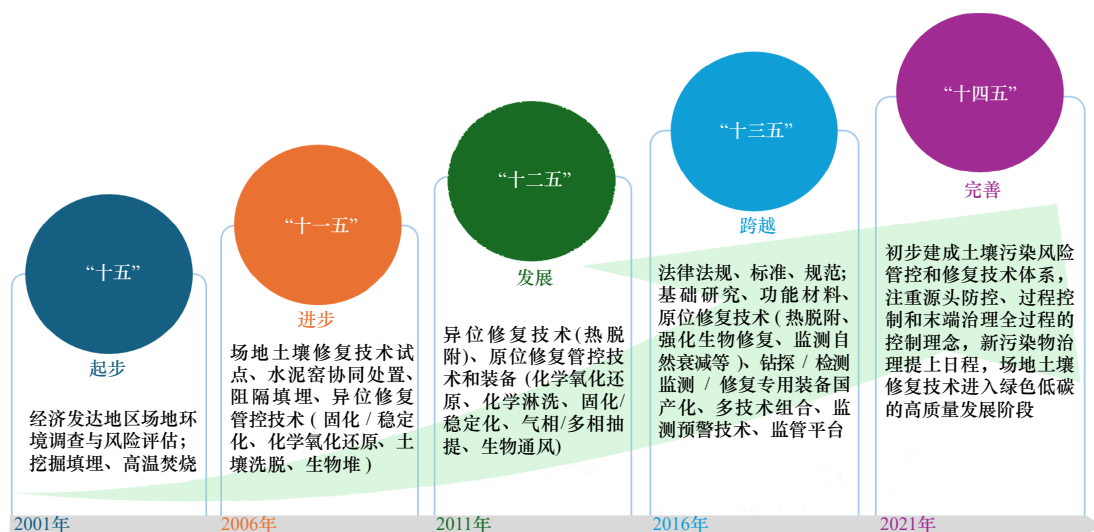 “十五”
起步
经济发达地区场地环
境调查与风险评估；
挖掘填埋、高温焚烧
2001年
“十一五”
进步
场地土壤修复技术试
点、水泥窑协同处置、
阻隔填埋、异位修复
管控技术 ( 固化 / 稳定
化、化学氧化还原、土
壤洗脱、生物堆 )
2006年
“十二五”
发展
异位修复技术(热脱
附)、原位修复管控技
术和装备 (化学氧化还
原、化学淋洗、固化/
稳定化、气相/多相抽
提、生物通风)
2011年
“十三五”
跨越
法律法规、标准、规范；
基础研究、功能材料、
原位修复技术 ( 热脱附、
强化生物修复、监测自
然衰减等 )、钻探 / 检测
监测 / 修复专用装备国
产化、多技术组合、监
测预警技术、监管平台
2016年
“十四五”
完善
初步建成土壤污染风险
管控和修复技术体系，
注重源头防控、过程控
制和末端治理全过程的
控制理念，新污染物治
理提上日程，场地土壤
修复技术进入绿色低碳
的高质量发展阶段
2021年